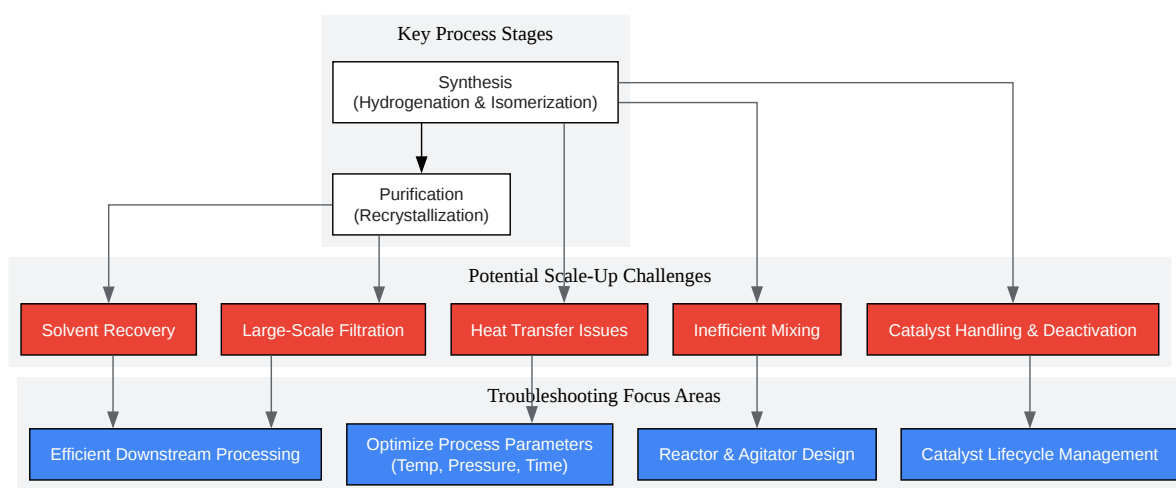 Key Process Stages
Synthesis
(Hydrogenation & Isomerization)
Purification
(Recrystallization)
Potential Scale-Up Challenges
Solvent Recovery
Large-Scale Filtration
Heat Transfer Issues
Inefficient Mixing
Catalyst Handling & Deactivation
Troubleshooting Focus Areas
Efficient Downstream Processing
Optimize Process Parameters
(Temp, Pressure, Time)
Reactor & Agitator Design
Catalyst Lifecycle Management